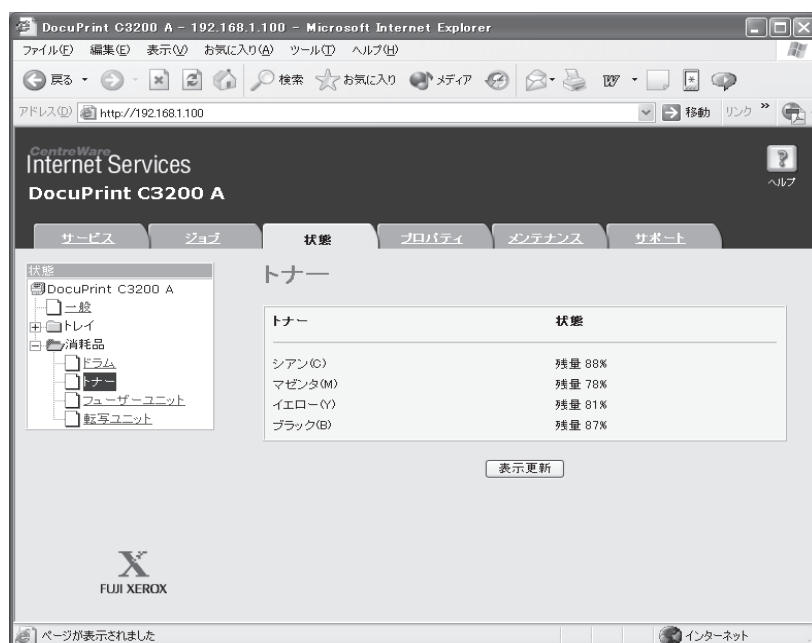 DocuPrint C3200 A - 192.168.1.100 - Microsoft Internet Explorer
ファイル(F) 編集(E) 表示(V) お気に入り(A) ツール(T) ヘルプ(H)
戻る 検索 お気に入り メディア
アドレス(D) http://192.168.1.100 移動 リンク »
CentreWare
Internet Services
DocuPrint C3200 A
ヘルプ
サービス ジョブ 状態 プロパティ メンテナンス サポート
状態
DocuPrint C3200 A
一般
トレイ
消耗品
ドラム
トナー
フューザーユニット
転写ユニット
トナー
トナー 状態
シアン(C) 残量 88%
マゼンタ(M) 残量 78%
イエロー(Y) 残量 81%
ブラック(B) 残量 87%
表示更新
FUJI XEROX
ページが表示されました インターネット